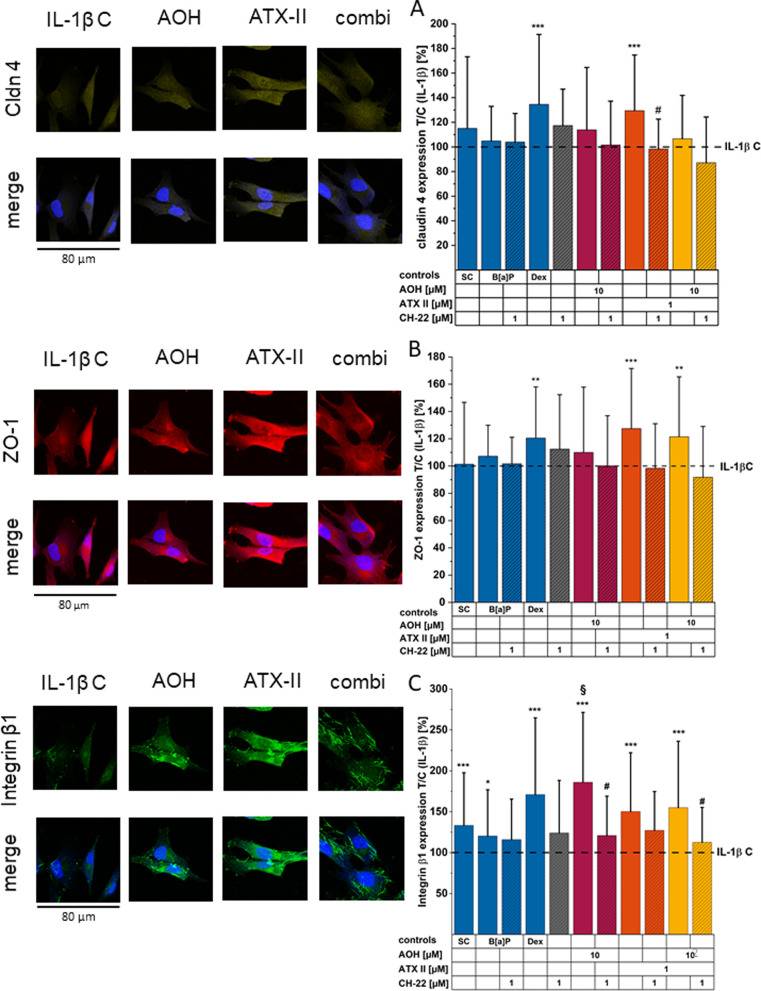 IL-1β C AOH ATX-II combi
Cldn 4
merge
80 µm
A
claudin 4 expression T/C (IL-1β) [%]
200
180
160
140
120
100
80
60
40
20
*** *** #
IL-1β C
controls SC B[a]P Dex
AOH [µM] 10 10
ATX II [µM] 1
CH-22 [µM] 1 1 1 1 1
IL-1β C AOH ATX-II combi
ZO-1
merge
80 µm
B
ZO-1 expression T/C (IL-1β) [%]
180
160
140
120
100
80
60
40
20
0
** *** **
IL-1βC
controls SC B[a]P Dex
AOH [µM] 10 10
ATX II [µM] 1
CH-22 [µM] 1 1 1 1 1
IL-1β C AOH ATX-II combi
Integrin β1
merge
80 µm
C
Integrin β1 expression T/C (IL-1β) [%]
300
250
200
150
100
50
§
*** * *** *** # *** *** #
IL-1β C
controls SC B[a]P Dex
AOH [µM] 10 10
ATX II [µM] 1
CH-22 [µM] 1 1 1 1 1